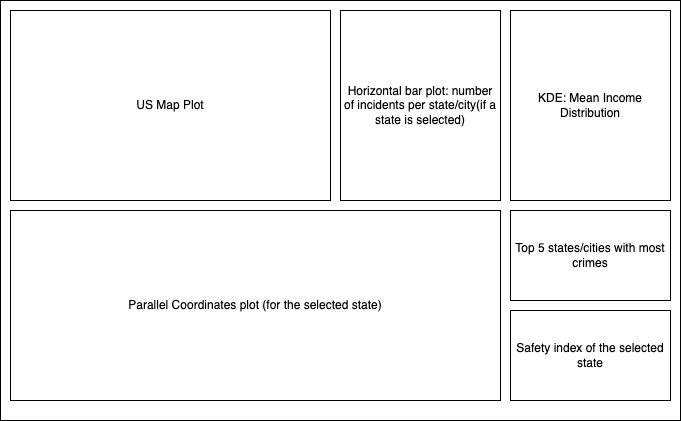 US Map Plot
Horizontal bar plot: number
of incidents per state/city(if a
state is selected)
KDE: Mean Income
Distribution
Parallel Coordinates plot (for the selected state)
Top 5 states/cities with most
crimes
Safety index of the selected
state